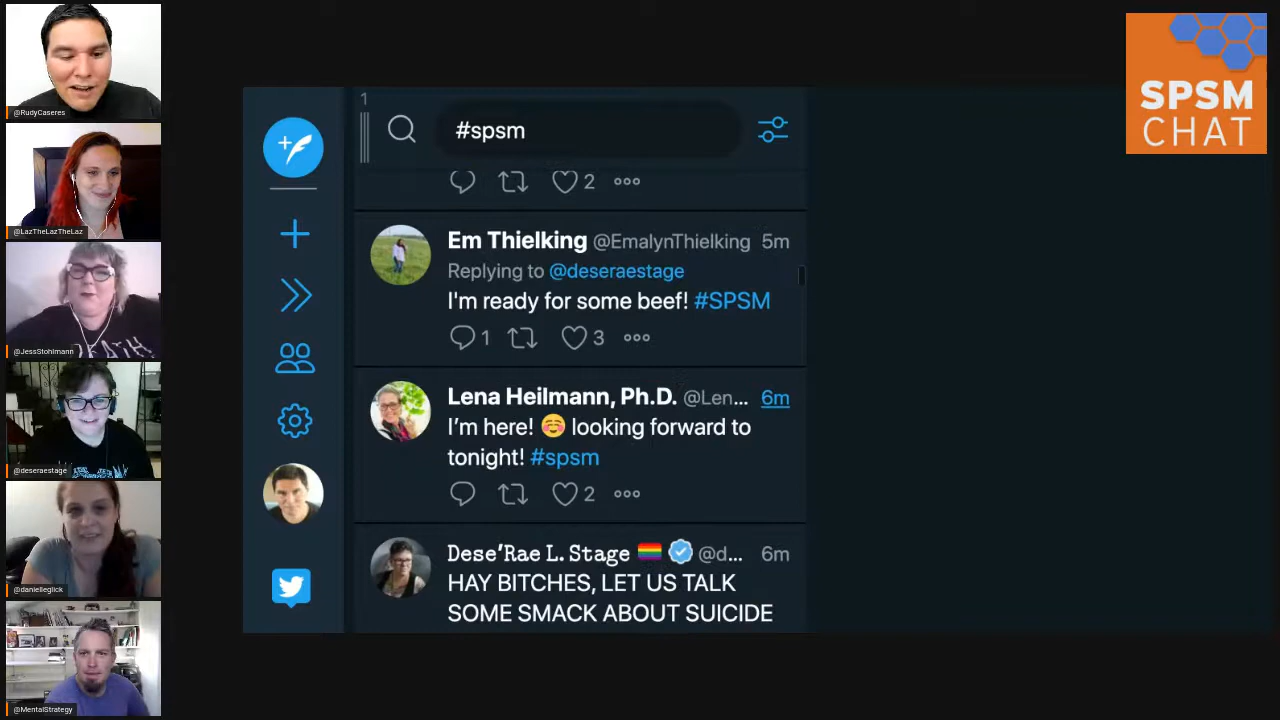 @RudyCaseres
@LazTheLazTheLaz
@JessStohlmann
@deseraestage
@danielleglick
@MentalStrategy
1
#spsm
2
Em Thielking @EmalynThielking 5m
Replying to @deseraestage
I'm ready for some beef! #SPSM
1 3
Lena Heilmann, Ph.D. @Len... 6m
I'm here! ☺️ looking forward to
tonight! #spsm
2
Dese'Rae L. Stage 🏳️‍🌈 @d... 6m
HAY BITCHES, LET US TALK
SOME SMACK ABOUT SUICIDE
SPSM
CHAT